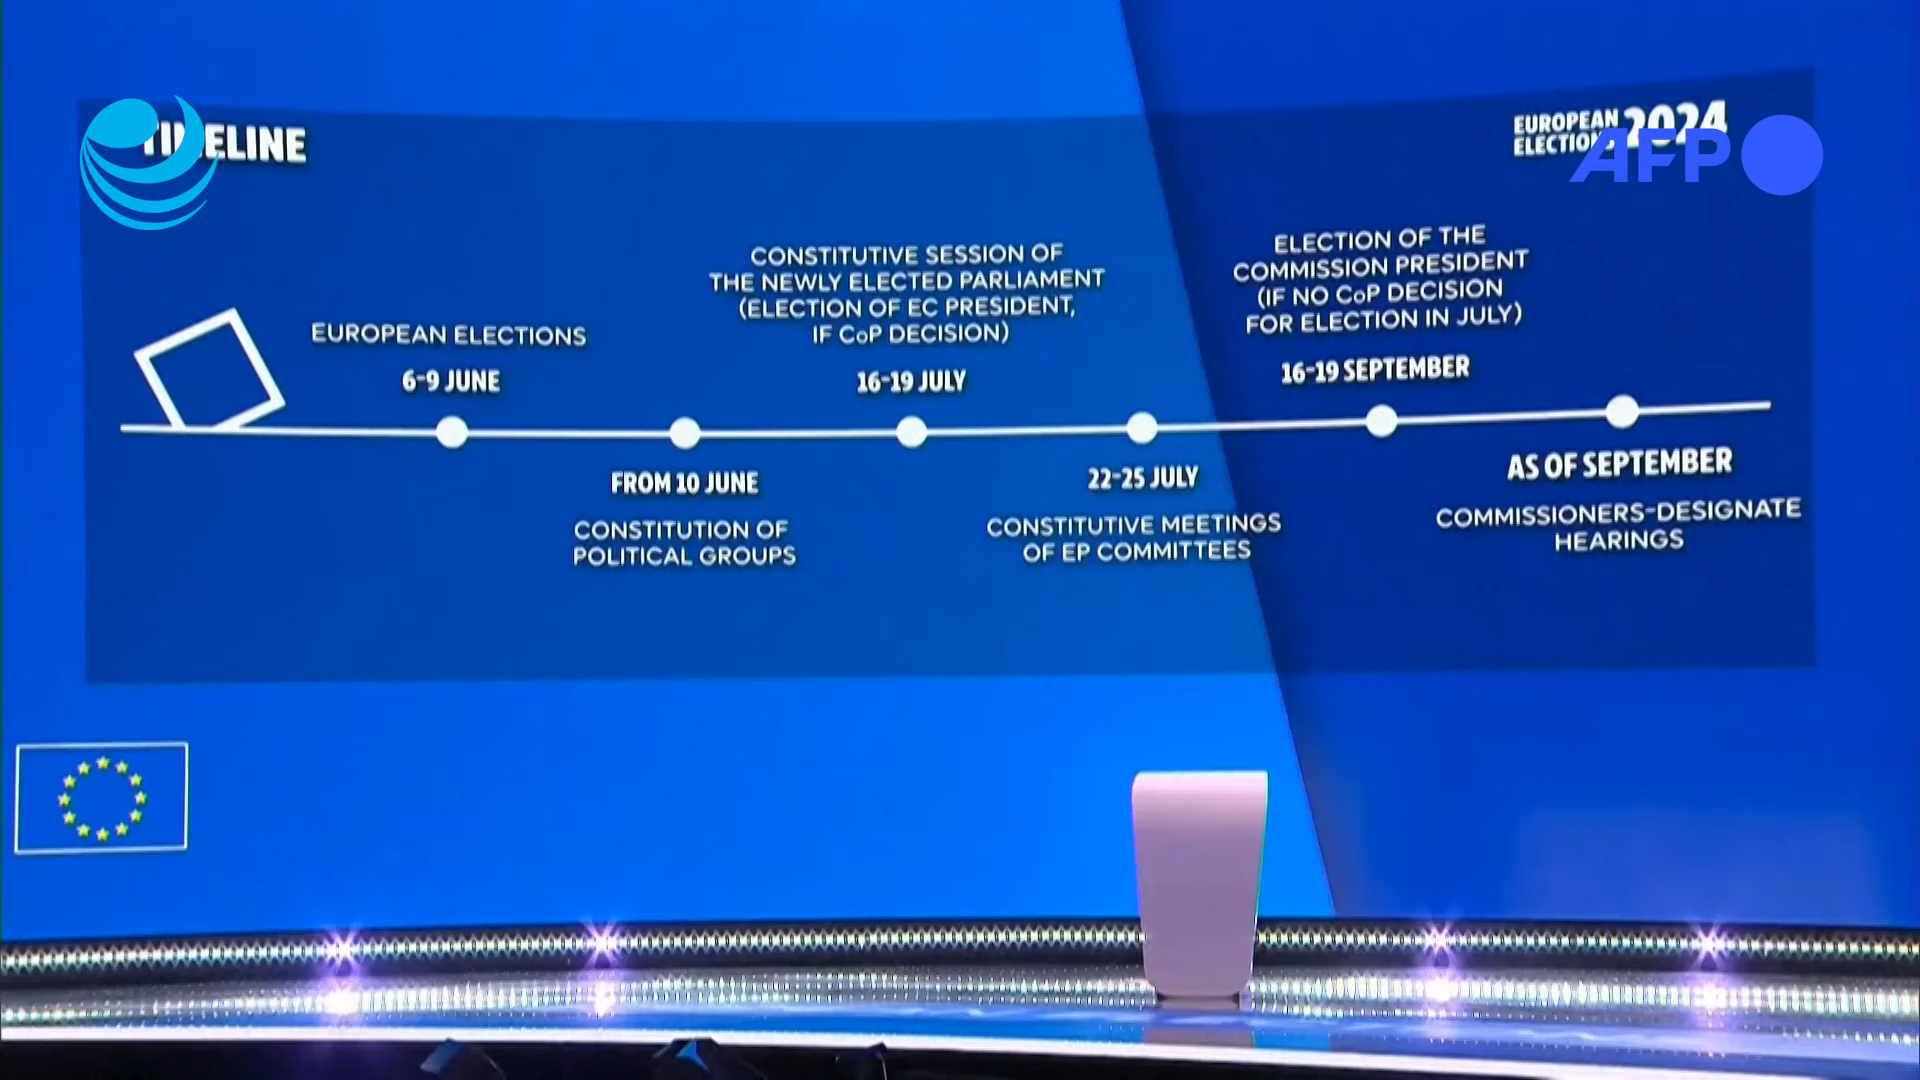 TIMELINE
EUROPEAN
ELECTIONS
2024
AFP
EUROPEAN ELECTIONS
6-9 JUNE
FROM 10 JUNE
CONSTITUTION OF
POLITICAL GROUPS
CONSTITUTIVE SESSION OF
THE NEWLY ELECTED PARLIAMENT
(ELECTION OF EC PRESIDENT,
IF CoP DECISION)
16-19 JULY
22-25 JULY
CONSTITUTIVE MEETINGS
OF EP COMMITTEES
ELECTION OF THE
COMMISSION PRESIDENT
(IF NO CoP DECISION
FOR ELECTION IN JULY)
16-19 SEPTEMBER
AS OF SEPTEMBER
COMMISSIONERS-DESIGNATE
HEARINGS